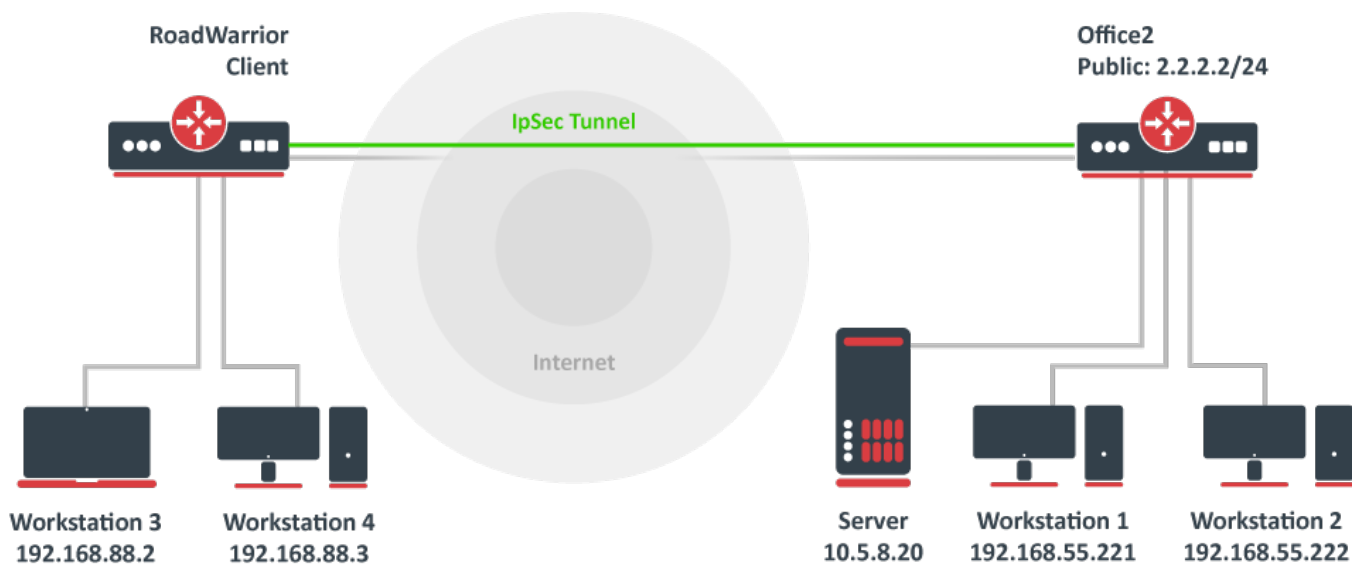 RoadWarrior
Client
Office2
Public: 2.2.2.2/24
IpSec Tunnel
Internet
Workstation 3
192.168.88.2
Workstation 4
192.168.88.3
Server
10.5.8.20
Workstation 1
192.168.55.221
Workstation 2
192.168.55.222